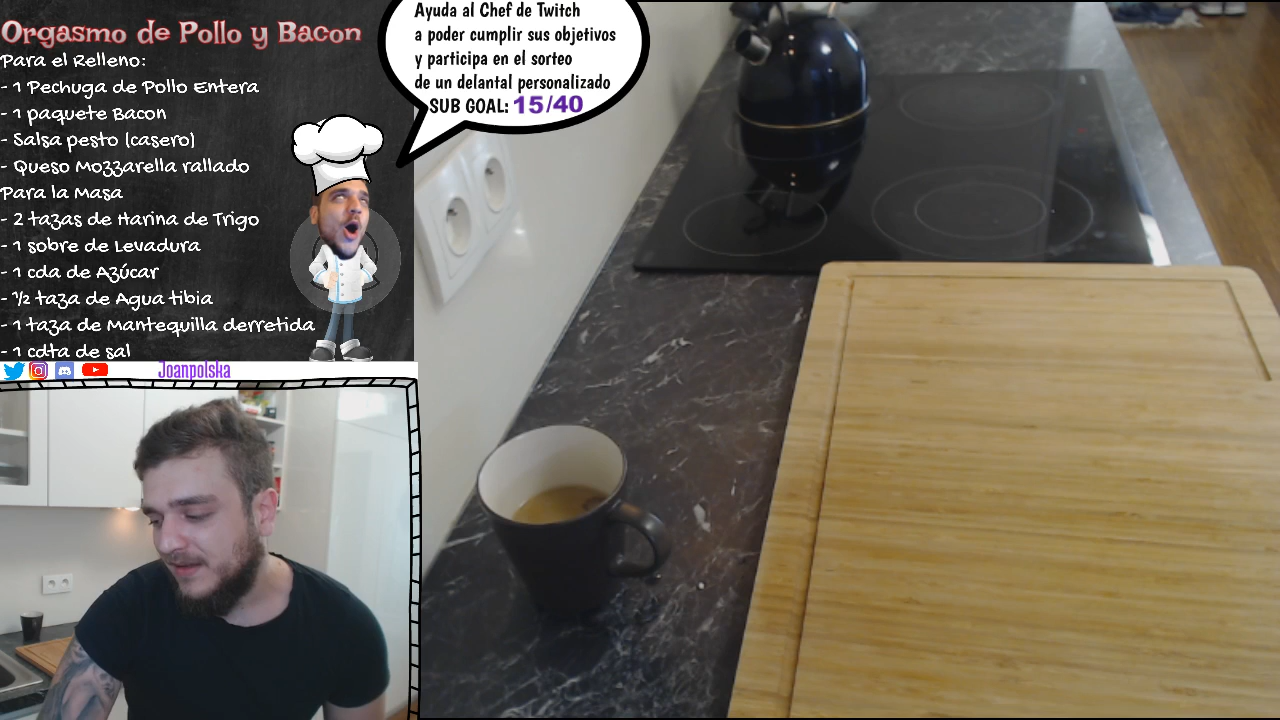 Orgasmo de Pollo y Bacon
Para el Relleno:
- 1 Pechuga de Pollo Entera
- 1 paquete Bacon
- Salsa pesto (casero)
- Queso Mozzarella rallado
Para la Masa
- 2 tazas de Harina de Trigo
- 1 sobre de Levadura
- 1 cda de Azúcar
- ½ taza de Agua tibia
- 1 taza de Mantequilla derretida
- 1 cdta de sal
Ayuda al Chef de Twitch
a poder cumplir sus objetivos
y participa en el sorteo
de un delantal personalizado
SUB GOAL: 15/40
Joanpolska